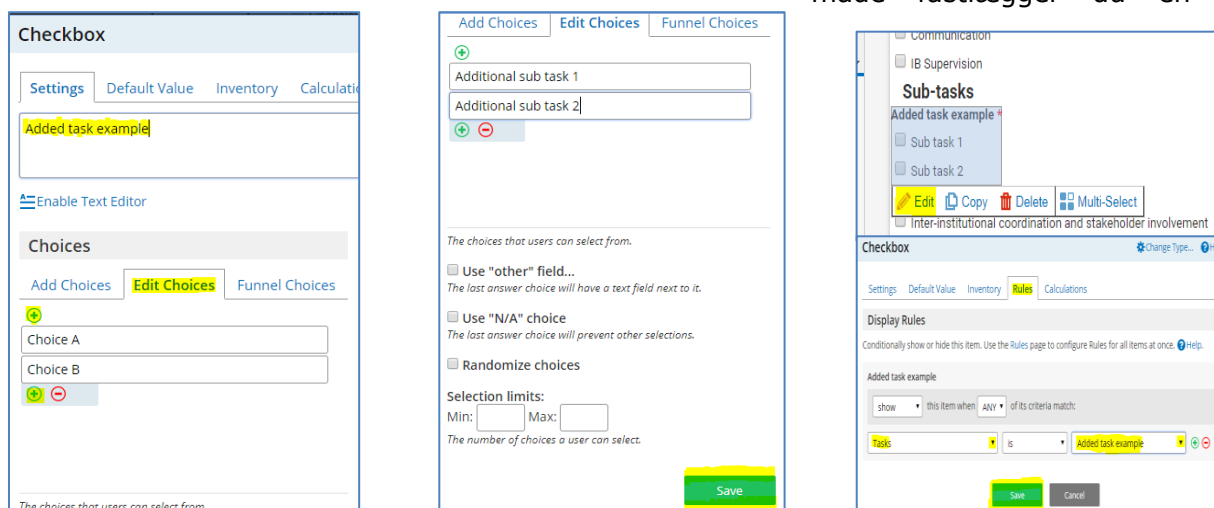 Checkbox
Settings Default Value Inventory
Added task example
Enable Text Editor
Choices
Add Choices Edit Choices Funnel Choices
Choice A
Choice B
The choices that users can select from.
Add Choices Edit Choices Funnel Choices
Additional sub task 1
Additional sub task 2
The choices that users can select from.
Use "other" field...
The last answer choice will have a text field next to it.
Use "N/A" choice
The last answer choice will prevent other selections.
Randomize choices
Selection limits:
Min: Max:
The number of choices a user can select.
Save
Communication
IB Supervision
Sub-tasks
Added task example *
Sub task 1
Sub task 2
Edit Copy Delete Multi-Select
Inter-institutional coordination and stakeholder involvement
Checkbox Change Type...
Settings Default Value Inventory Rules Calculations
Display Rules
Conditionally show or hide this item. Use the Rules page to configure Rules for all items at once. Help.
Added task example
show this item when ANY of its criteria match:
Tasks is Added task example
Save Cancel